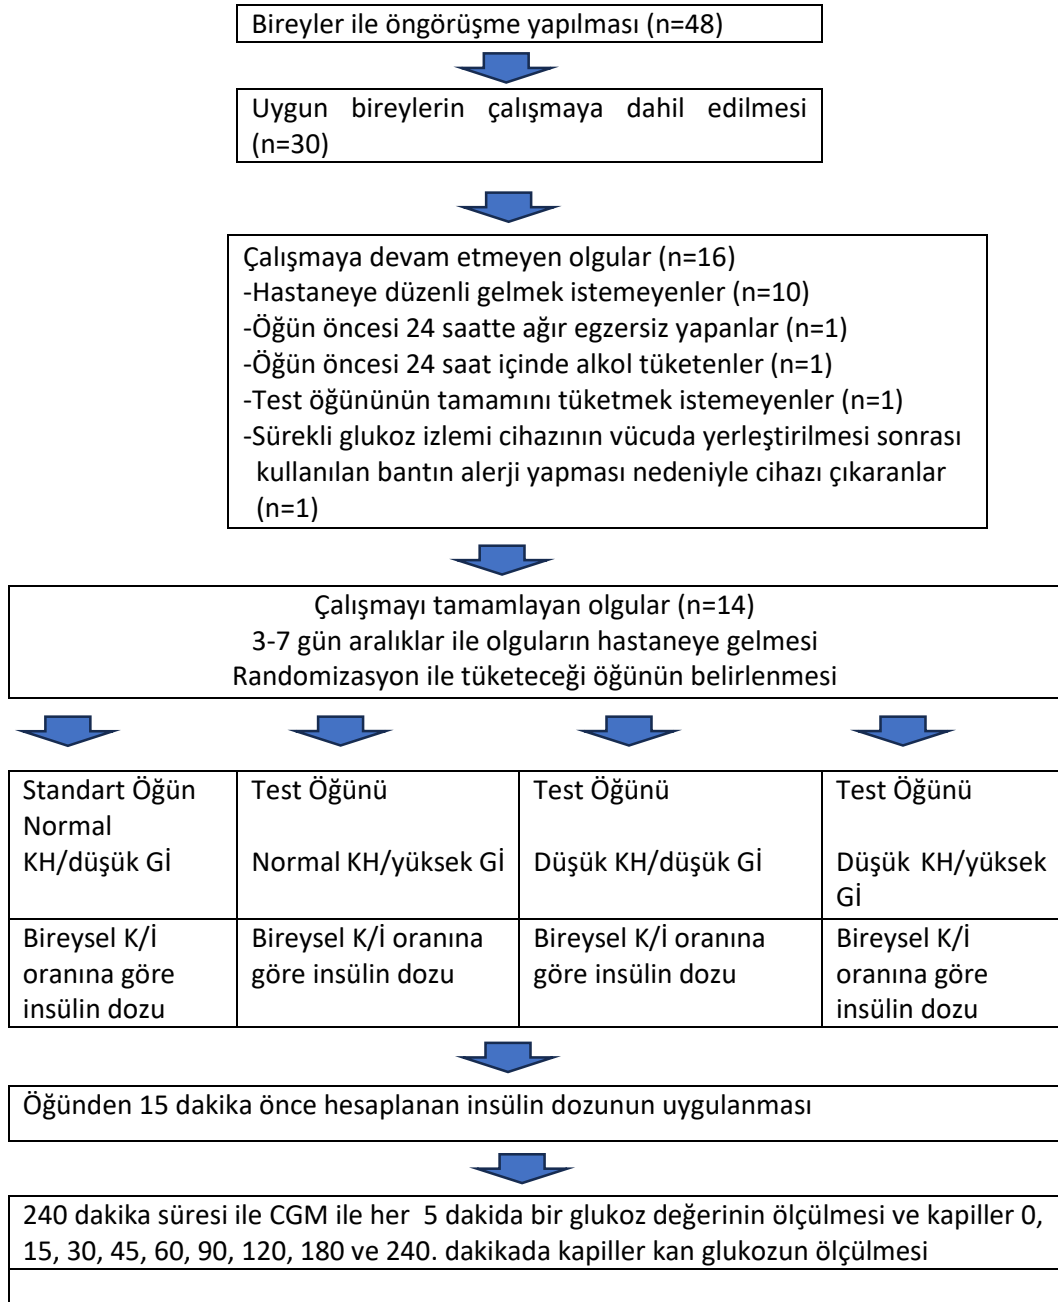 Bireyler ile öngörüşme yapılması (n=48)
Uygun bireylerin çalışmaya dahil edilmesi
(n=30)
Çalışmaya devam etmeyen olgular (n=16)
-Hastaneye düzenli gelmek istemeyenler (n=10)
-Öğün öncesi 24 saatte ağır egzersiz yapanlar (n=1)
-Öğün öncesi 24 saat içinde alkol tüketenler (n=1)
-Test öğününün tamamını tüketmek istemeyenler (n=1)
-Sürekli glukoz izlemi cihazının vücuda yerleştirilmesi sonrası
kullanılan bantın alerji yapması nedeniyle cihazı çıkaranlar
(n=1)
Çalışmayı tamamlayan olgular (n=14)
3-7 gün aralıklar ile olguların hastaneye gelmesi
Randomizasyon ile tüketeceği öğünün belirlenmesi
Standart Öğün
Normal
KH/düşük Gİ
Test Öğünü
Normal KH/yüksek Gİ
Test Öğünü
Düşük KH/düşük Gİ
Test Öğünü
Düşük KH/yüksek
Gİ
Bireysel K/İ
oranına göre
insülin dozu
Bireysel K/İ oranına
göre insülin dozu
Bireysel K/İ oranına
göre insülin dozu
Bireysel K/İ
oranına göre
insülin dozu
Öğünden 15 dakika önce hesaplanan insülin dozunun uygulanması
240 dakika süresi ile CGM ile her 5 dakida bir glukoz değerinin ölçülmesi ve kapiller 0,
15, 30, 45, 60, 90, 120, 180 ve 240. dakikada kapiller kan glukozun ölçülmesi